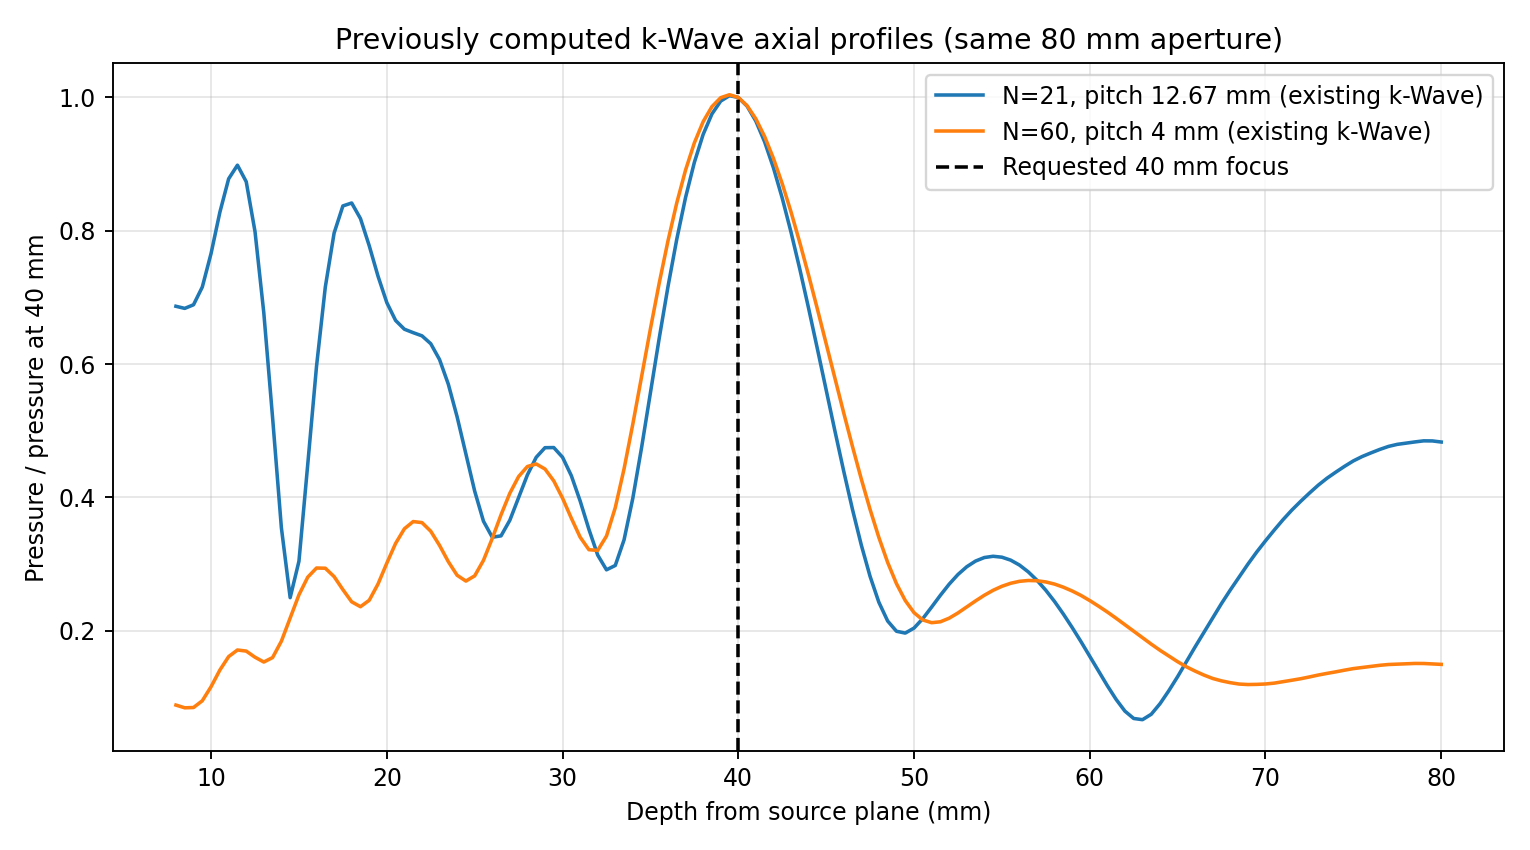 Previously computed k-Wave axial profiles (same 80 mm aperture)
N=21, pitch 12.67 mm (existing k-Wave)
N=60, pitch 4 mm (existing k-Wave)
Requested 40 mm focus
Pressure / pressure at 40 mm
1.0
0.8
0.6
0.4
0.2
10 20 30 40 50 60 70 80
Depth from source plane (mm)